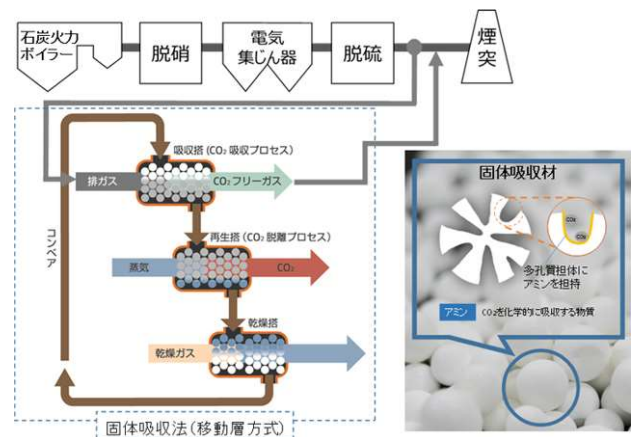 石炭火力
ボイラー
脱硝
電気
集じん器
脱硫
煙
突
吸収搭(CO₂吸収プロセス)
排ガス
CO₂フリーガス
コンベア
再生搭(CO₂脱離プロセス)
蒸気
CO₂
乾燥搭
乾燥ガス
固体吸収法(移動層方式)
固体吸収材
CO₂
CO₂
多孔質担体に
アミンを担持
アミン CO₂を化学的に吸収する物質